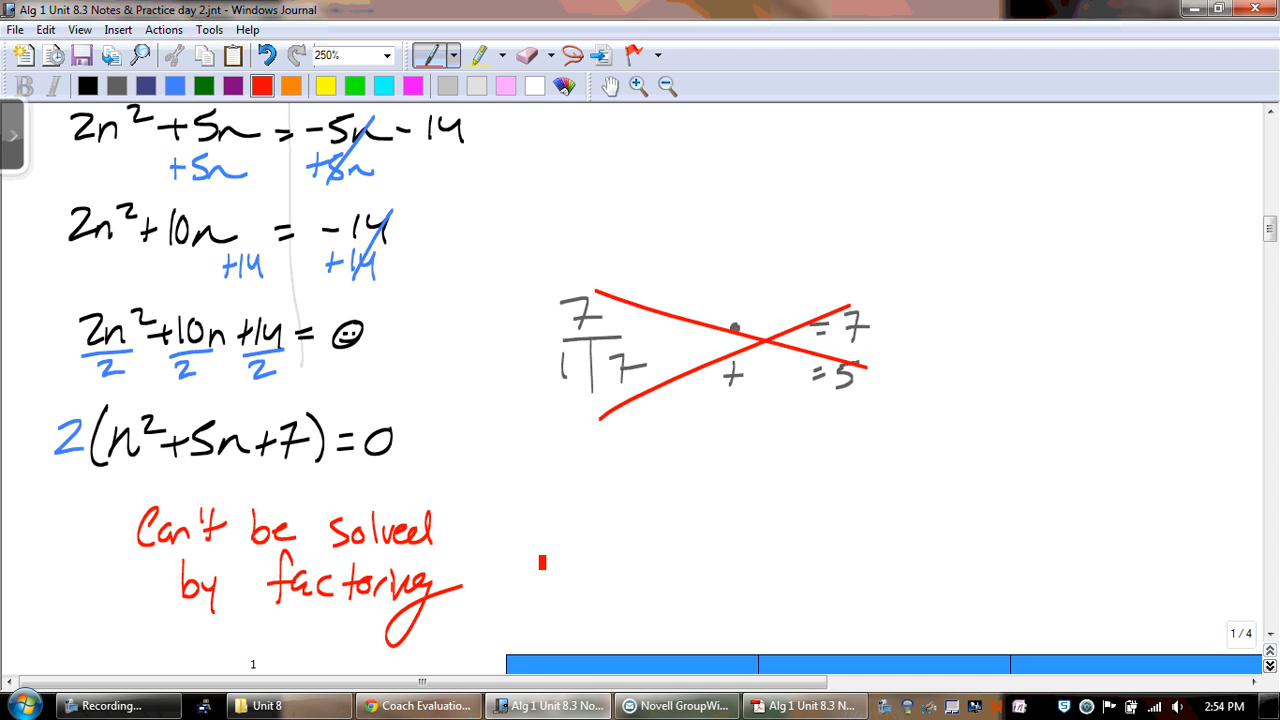 Alg 1 Unit 8.3 Notes & Practice day 2.jnt - Windows Journal
File Edit View Insert Actions Tools Help
250%
B I
2n² + 5n = -5n - 14
+5n +5n
2n² + 10n = -14
+14 +14
2n² + 10n + 14 = ☺
2 2 2
2(n² + 5n + 7) = 0
Can't be solved
by factoring
7
1 7
• = 7
+ = 5
1 / 4
1
Recording...
Unit 8
Coach Evaluatio...
Alg 1 Unit 8.3 No...
Novell GroupWi...
Alg 1 Unit 8.3 No...
2:54 PM